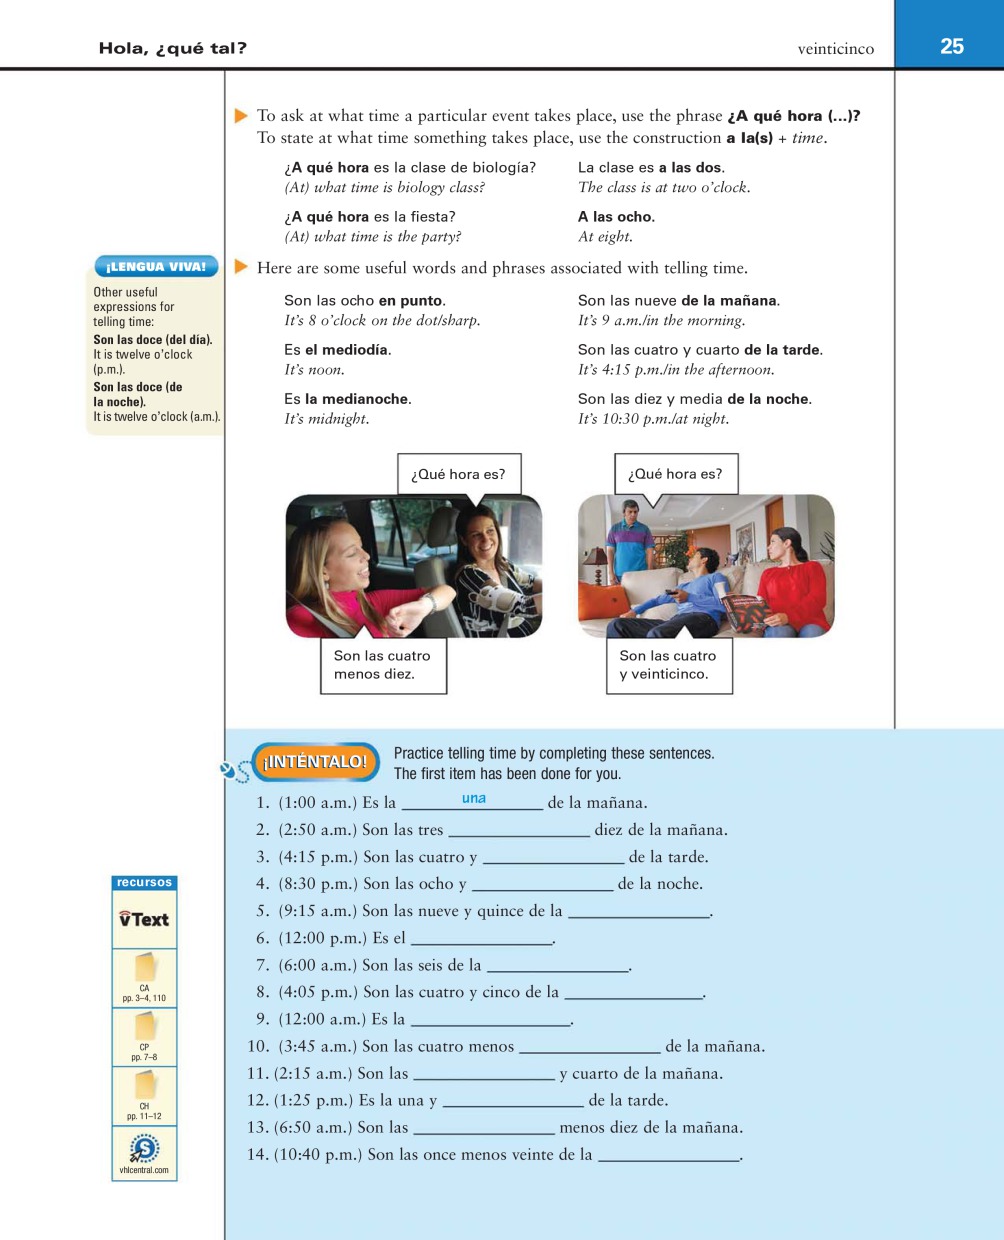 Hola, ¿qué tal?
veinticinco
25
To ask at what time a particular event takes place, use the phrase ¿A qué hora (...)?
To state at what time something takes place, use the construction a la(s) + time.
¿A qué hora es la clase de biología?
(At) what time is biology class?
La clase es a las dos.
The class is at two o'clock.
¿A qué hora es la fiesta?
(At) what time is the party?
A las ocho.
At eight.
¡LENGUA VIVA!
Other useful
expressions for
telling time:
Son las doce (del día).
It is twelve o'clock
(p.m.).
Son las doce (de
la noche).
It is twelve o'clock (a.m.).
Here are some useful words and phrases associated with telling time.
Son las ocho en punto.
It's 8 o'clock on the dot/sharp.
Son las nueve de la mañana.
It's 9 a.m./in the morning.
Es el mediodía.
It's noon.
Son las cuatro y cuarto de la tarde.
It's 4:15 p.m./in the afternoon.
Es la medianoche.
It's midnight.
Son las diez y media de la noche.
It's 10:30 p.m./at night.
¿Qué hora es?
Son las cuatro
menos diez.
¿Qué hora es?
Son las cuatro
y veinticinco.
¡INTÉNTALO!
Practice telling time by completing these sentences.
The first item has been done for you.
1. (1:00 a.m.) Es la una de la mañana.
2. (2:50 a.m.) Son las tres ______ diez de la mañana.
3. (4:15 p.m.) Son las cuatro y ______ de la tarde.
4. (8:30 p.m.) Son las ocho y ______ de la noche.
5. (9:15 a.m.) Son las nueve y quince de la ______.
6. (12:00 p.m.) Es el ______.
7. (6:00 a.m.) Son las seis de la ______.
8. (4:05 p.m.) Son las cuatro y cinco de la ______.
9. (12:00 a.m.) Es la ______.
10. (3:45 a.m.) Son las cuatro menos ______ de la mañana.
11. (2:15 a.m.) Son las ______ y cuarto de la mañana.
12. (1:25 p.m.) Es la una y ______ de la tarde.
13. (6:50 a.m.) Son las ______ menos diez de la mañana.
14. (10:40 p.m.) Son las once menos veinte de la ______.
recursos
vText
CA
pp. 3–4, 110
CP
pp. 7–8
CH
pp. 11–12
S
vhlcentral.com